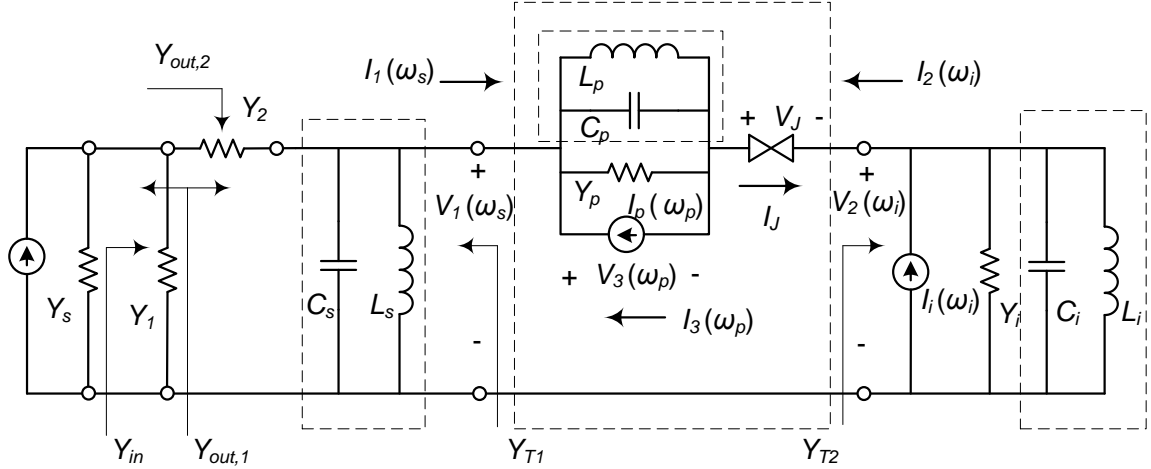 Y_out,2
Y_2
I_1(ω_s)
L_p
C_p
Y_p
I_p(ω_p)
+ V_J -
I_J
I_2(ω_i)
+
V_1(ω_s)
-
+ V_3(ω_p) -
I_3(ω_p)
+
V_2(ω_i)
-
Y_s
Y_1
C_s
L_s
I_i(ω_i)
Y_i
C_i
L_i
Y_in
Y_out,1
Y_T1
Y_T2